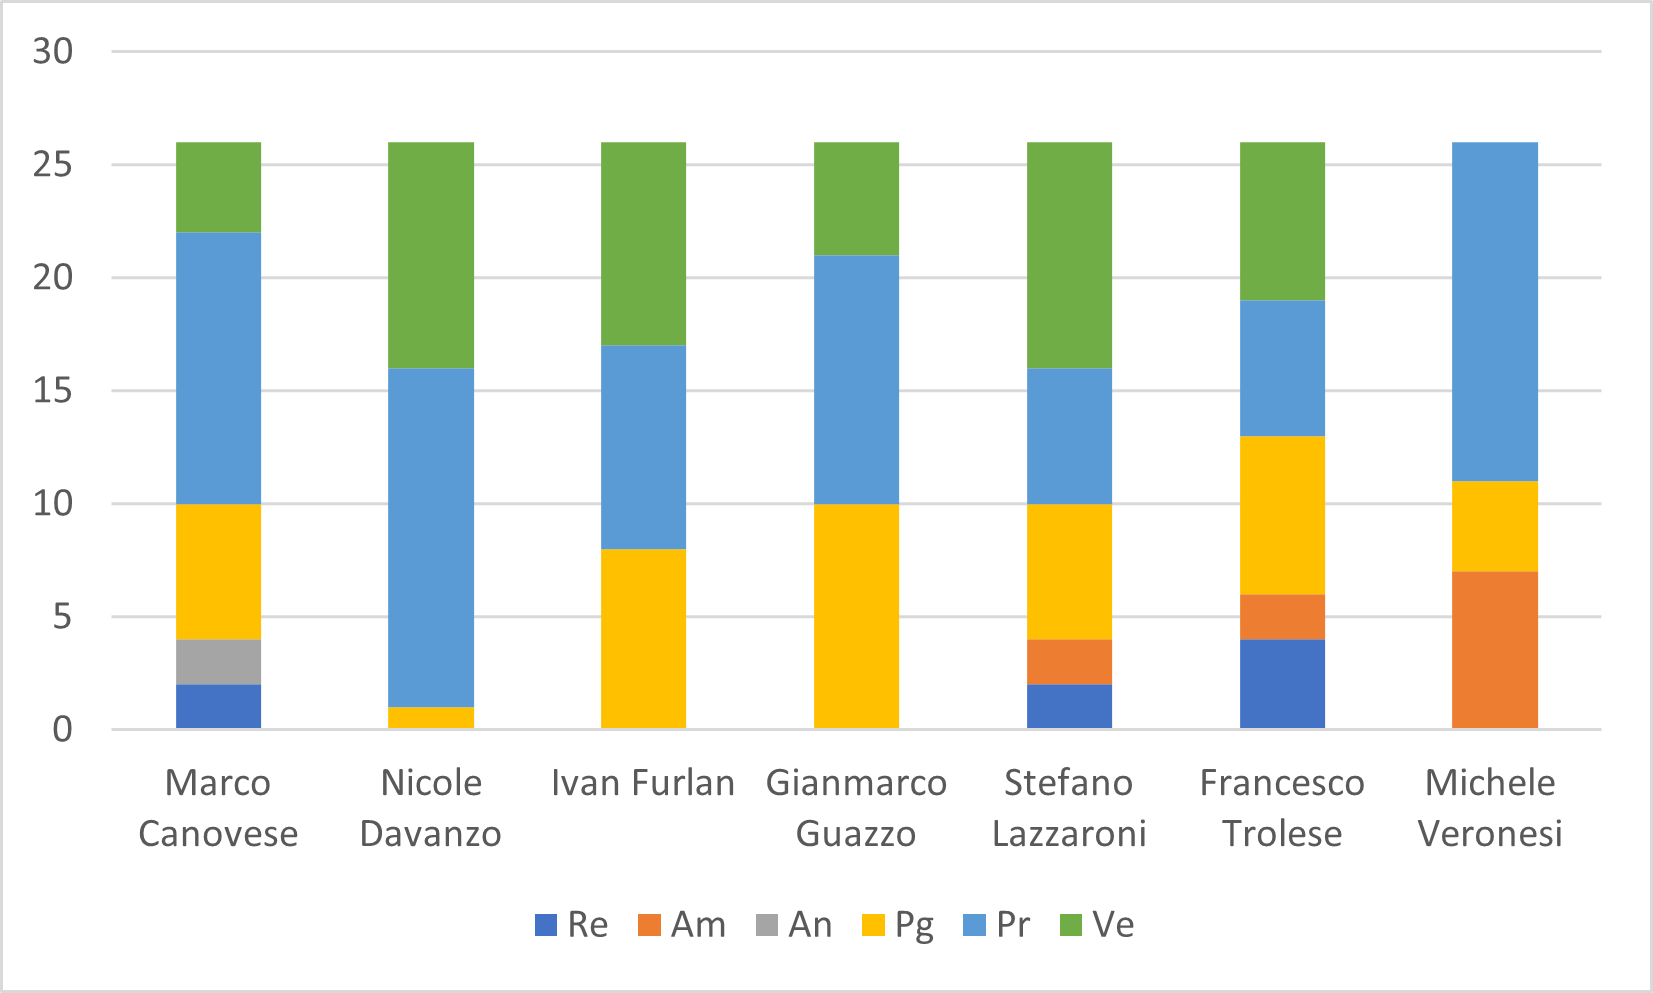 30
25
20
15
10
5
0
Marco Canovese
Nicole Davanzo
Ivan Furlan
Gianmarco Guazzo
Stefano Lazzaroni
Francesco Trolese
Michele Veronesi
Re Am An Pg Pr Ve